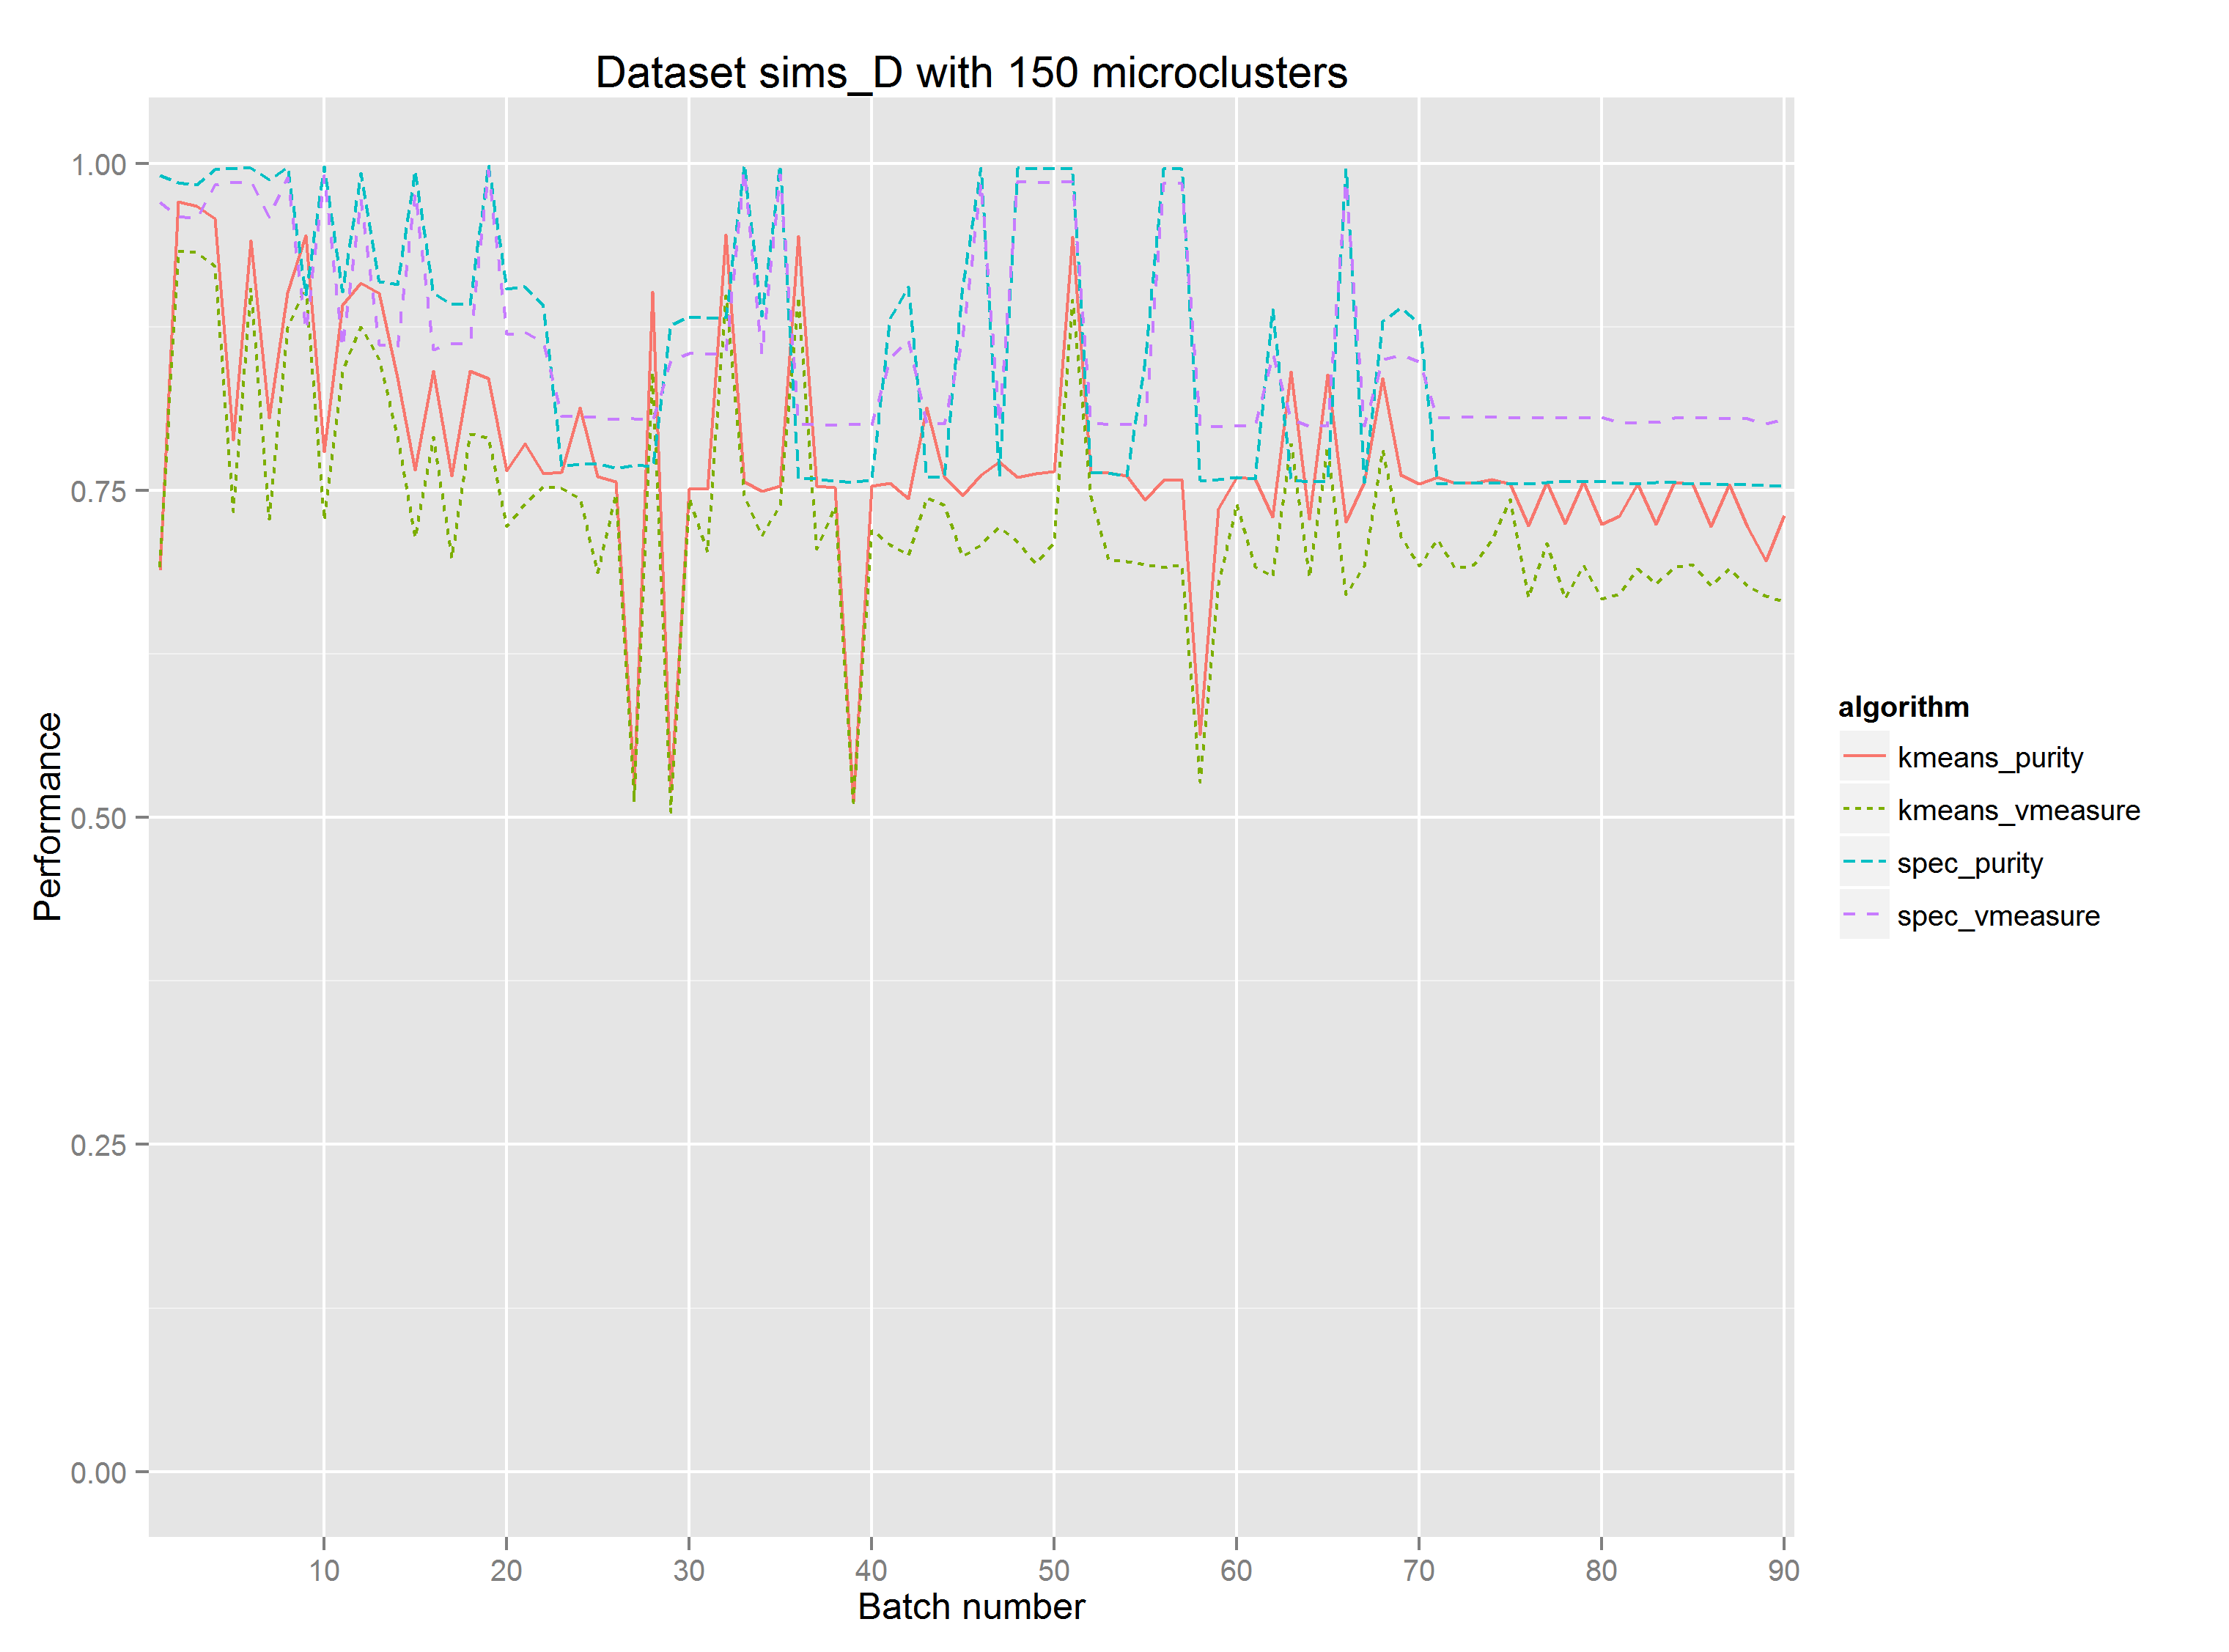 Dataset sims_D with 150 microclusters
Performance
1.00
0.75
0.50
0.25
0.00
10 20 30 40 50 60 70 80 90
Batch number
algorithm
kmeans_purity
kmeans_vmeasure
spec_purity
spec_vmeasure